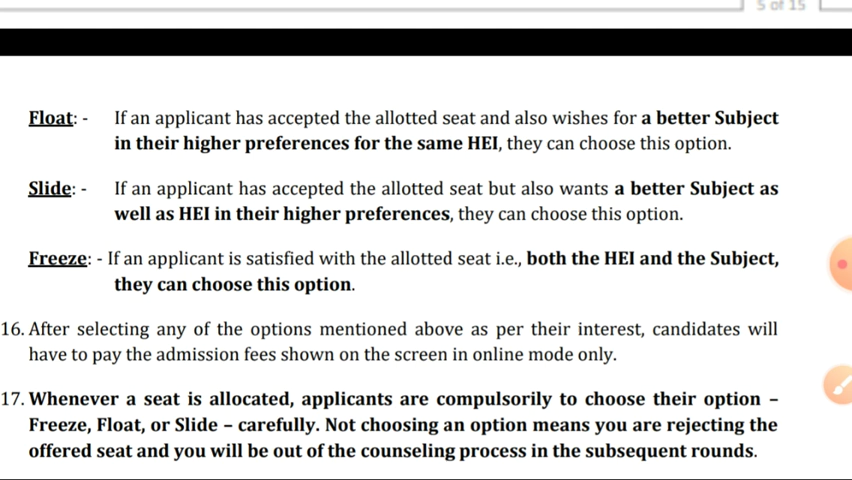 5 of 15
Float: - If an applicant has accepted the allotted seat and also wishes for a better Subject
in their higher preferences for the same HEI, they can choose this option.
Slide: - If an applicant has accepted the allotted seat but also wants a better Subject as
well as HEI in their higher preferences, they can choose this option.
Freeze: - If an applicant is satisfied with the allotted seat i.e., both the HEI and the Subject,
they can choose this option.
16. After selecting any of the options mentioned above as per their interest, candidates will
have to pay the admission fees shown on the screen in online mode only.
17. Whenever a seat is allocated, applicants are compulsorily to choose their option –
Freeze, Float, or Slide – carefully. Not choosing an option means you are rejecting the
offered seat and you will be out of the counseling process in the subsequent rounds.